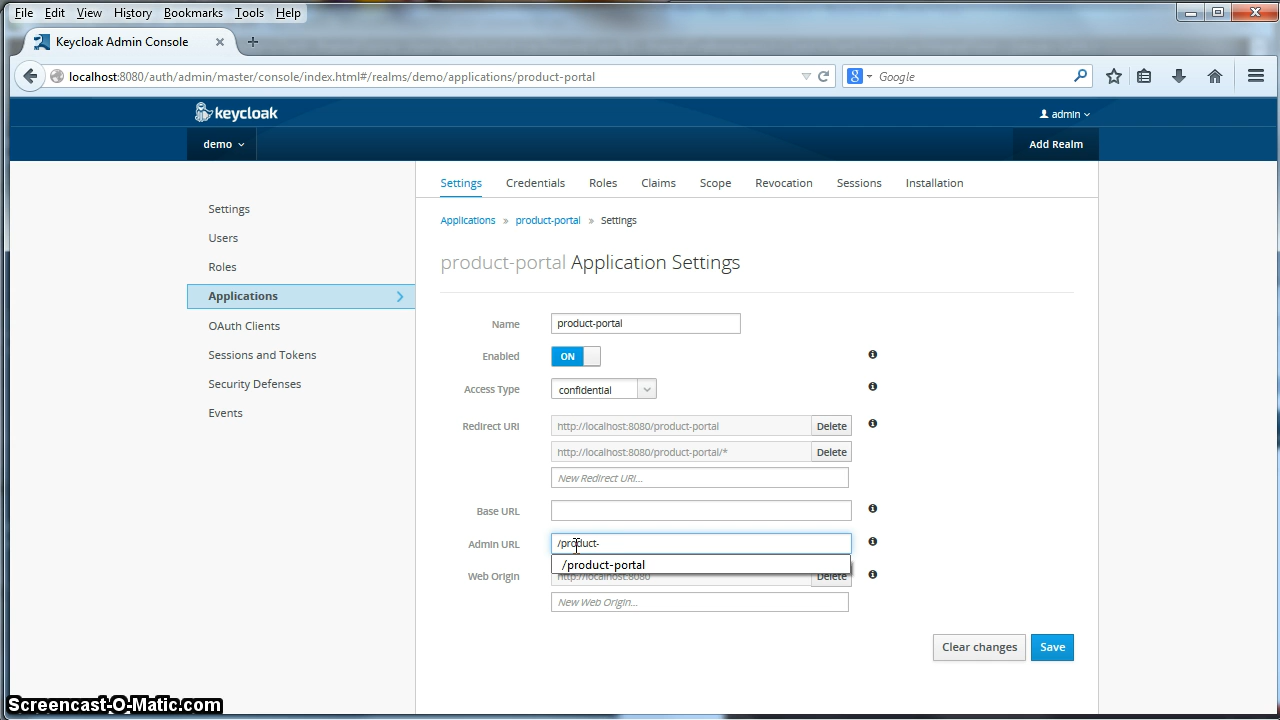 File Edit View History Bookmarks Tools Help
Keycloak Admin Console
localhost:8080/auth/admin/master/console/index.html#/realms/demo/applications/product-portal
Google
keycloak
admin
demo
Add Realm
Settings
Users
Roles
Applications
OAuth Clients
Sessions and Tokens
Security Defenses
Events
Settings Credentials Roles Claims Scope Revocation Sessions Installation
Applications » product-portal » Settings
product-portal Application Settings
Name product-portal
Enabled ON
Access Type confidential
Redirect URI http://localhost:8080/product-portal Delete
http://localhost:8080/product-portal/* Delete
New Redirect URI...
Base URL
Admin URL /product-
/product-portal
Web Origin http://localhost:8080 Delete
New Web Origin...
Clear changes Save
Screencast-O-Matic.com